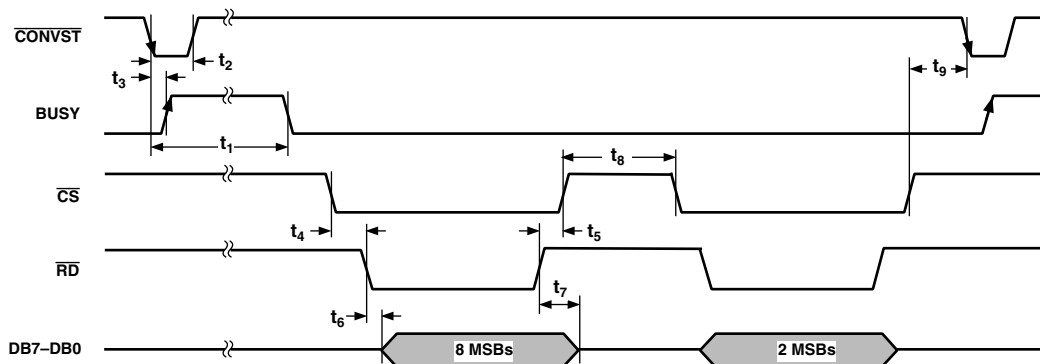 CONVST
t2
t3
t9
BUSY
t1
t8
CS
t4
t5
RD
t7
t6
DB7–DB0
8 MSBs
2 MSBs